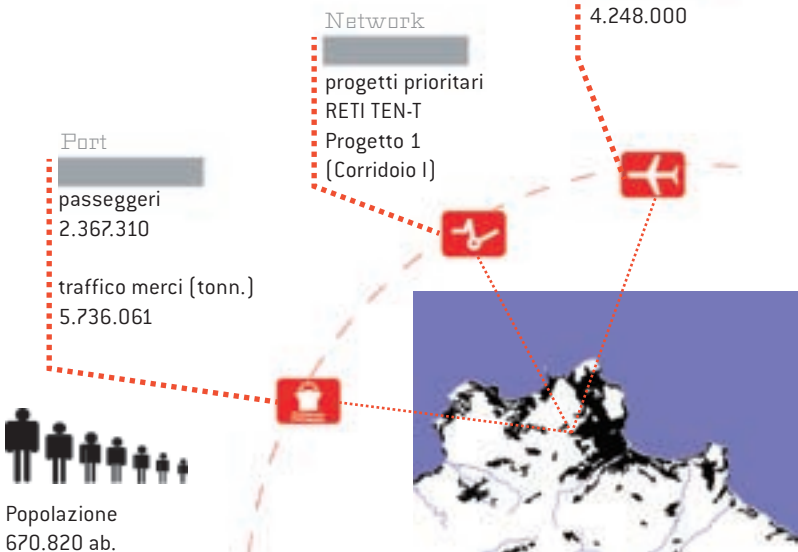 4.248.000
Network
progetti prioritari
RETI TEN-T
Progetto 1
(Corridoio I)
Port
passeggeri
2.367.310
traffico merci (tonn.)
5.736.061
Popolazione
670.820 ab.